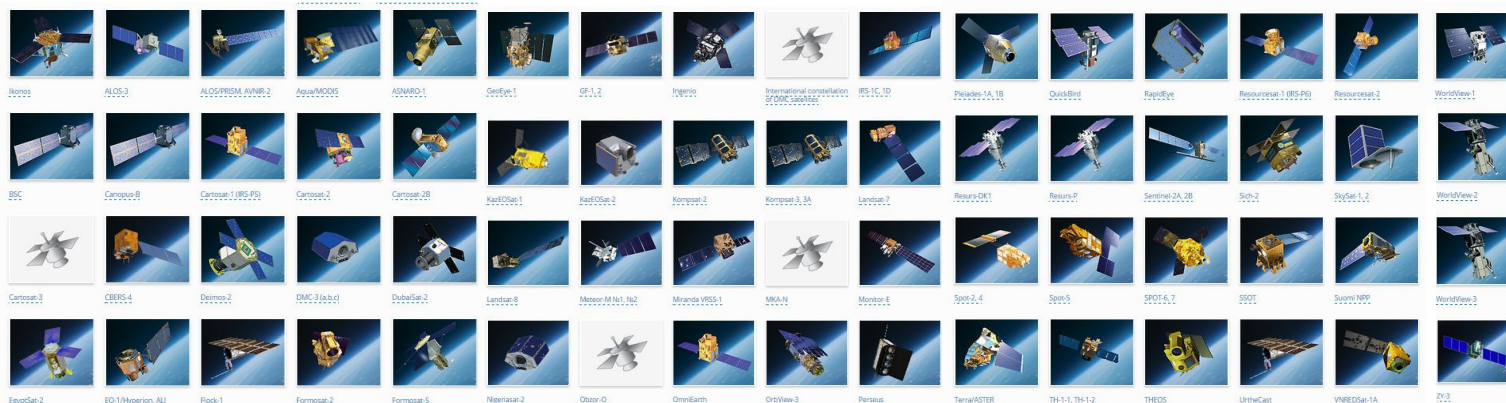 Ikonos
ALOS-3
ALOS/PRISM, AVNIR-2
Aqua/MODIS
ASNARO-1
GeoEye-1
GF-1, 2
Ingenio
International constellation
of DMC satellites
IRS-1C, 1D
Pleiades-1A, 1B
QuickBird
RapidEye
Resourcesat-1 (IRS-P6)
Resourcesat-2
WorldView-1
BSC
Canopus-B
Cartosat-1 (IRS-P5)
Cartosat-2
Cartosat-2B
KazEOSat-1
KazEOSat-2
Kompsat-2
Kompsat-3, 3A
Landsat-7
Resurs-DK1
Resurs-P
Sentinel-2A, 2B
Sich-2
SkySat-1, 2
WorldView-2
Cartosat-3
CBERS-4
Deimos-2
DMC-3 (a,b,c)
DubaiSat-2
Landsat-8
Meteor-M №1, №2
Miranda VRSS-1
MKA-N
Monitor-E
Spot-2, 4
Spot-5
SPOT-6, 7
SSOT
Suomi NPP
WorldView-3
EgyptSat-2
EO-1/Hyperion, ALI
Flock-1
Formosat-2
Formosat-5
Nigeriasat-2
Obzor-O
OmniEarth
OrbView-3
Perseus
Terra/ASTER
TH-1-1, TH-1-2
THEOS
UrtheCast
VNREDSat-1A
ZY-3